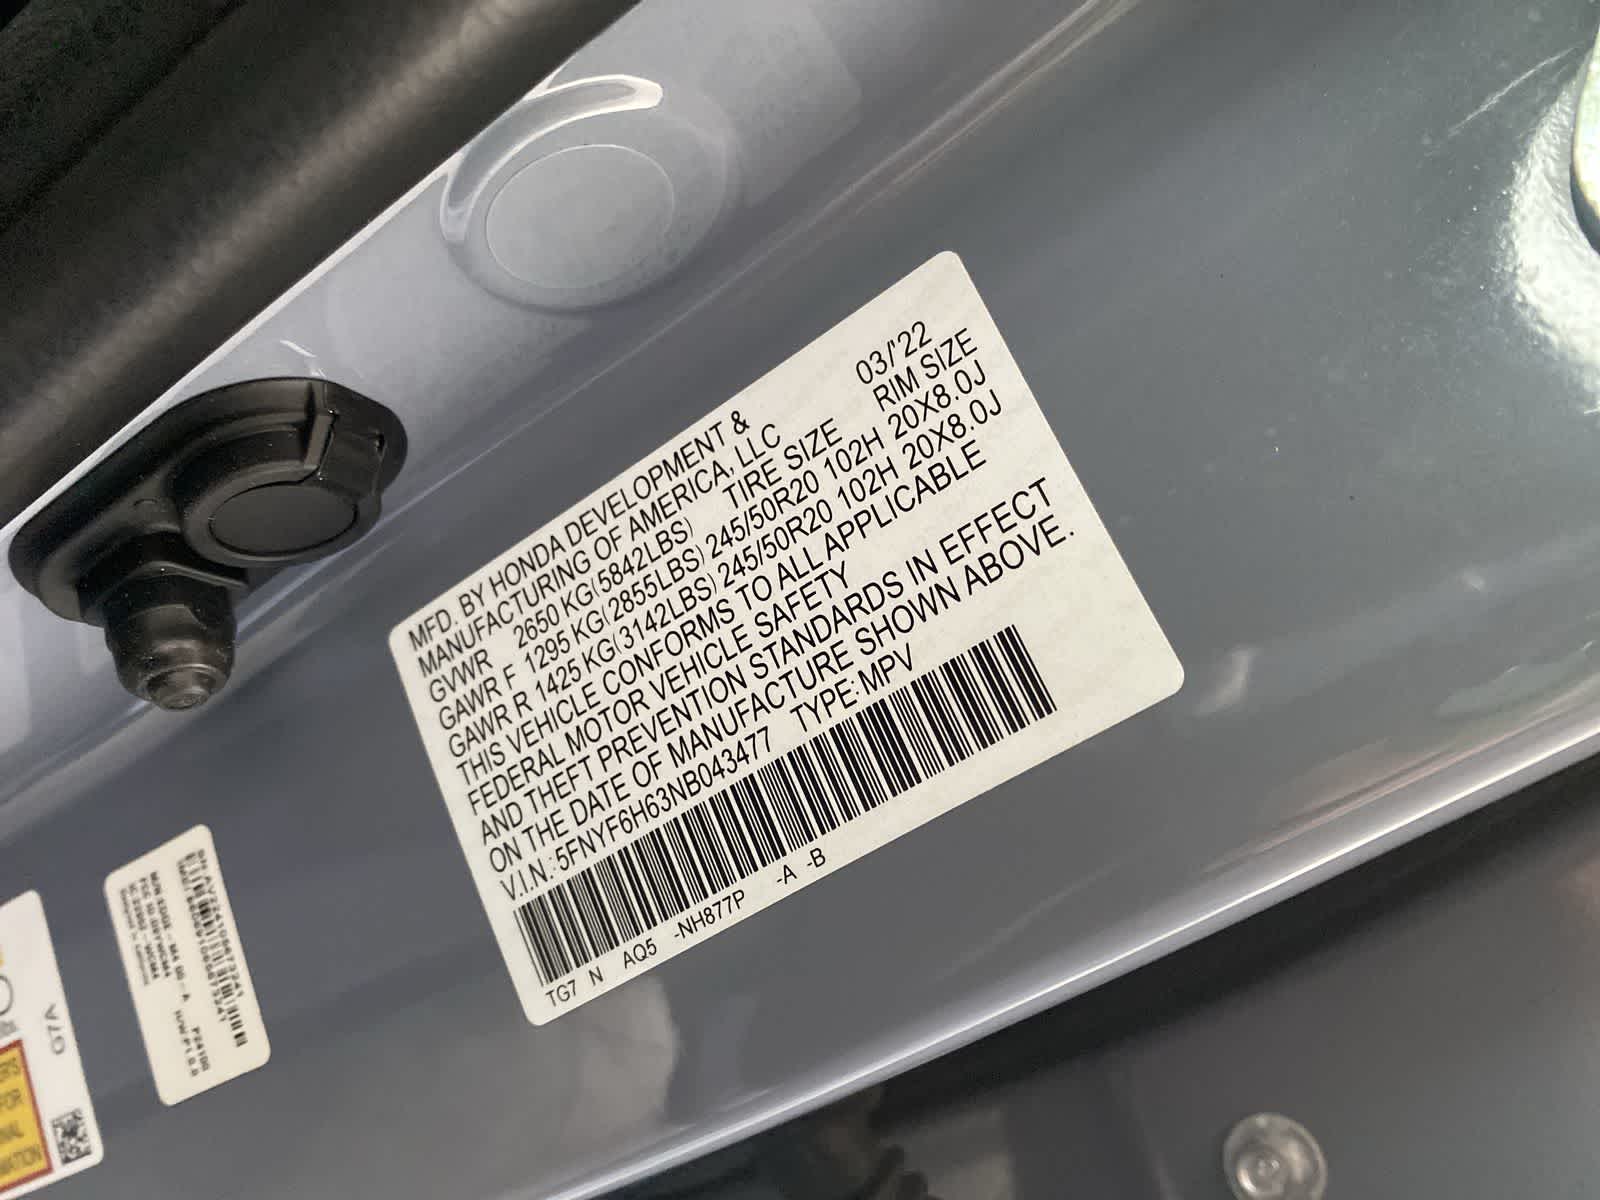 MFD. BY HONDA DEVELOPMENT &
MANUFACTURING OF AMERICA, LLC 03/'22
GVWR 2650 KG(5842LBS) TIRE SIZE RIM SIZE
GAWR F 1295 KG(2855LBS) 245/50R20 102H 20X8.0J
GAWR R 1425 KG(3142LBS) 245/50R20 102H 20X8.0J
THIS VEHICLE CONFORMS TO ALL APPLICABLE
FEDERAL MOTOR VEHICLE SAFETY
AND THEFT PREVENTION STANDARDS IN EFFECT
ON THE DATE OF MANUFACTURE SHOWN ABOVE.
V.I.N.: 5FNYF6H63NB043477 TYPE: MPV
TG7 N AQ5 -NH877P -A -B
G7A